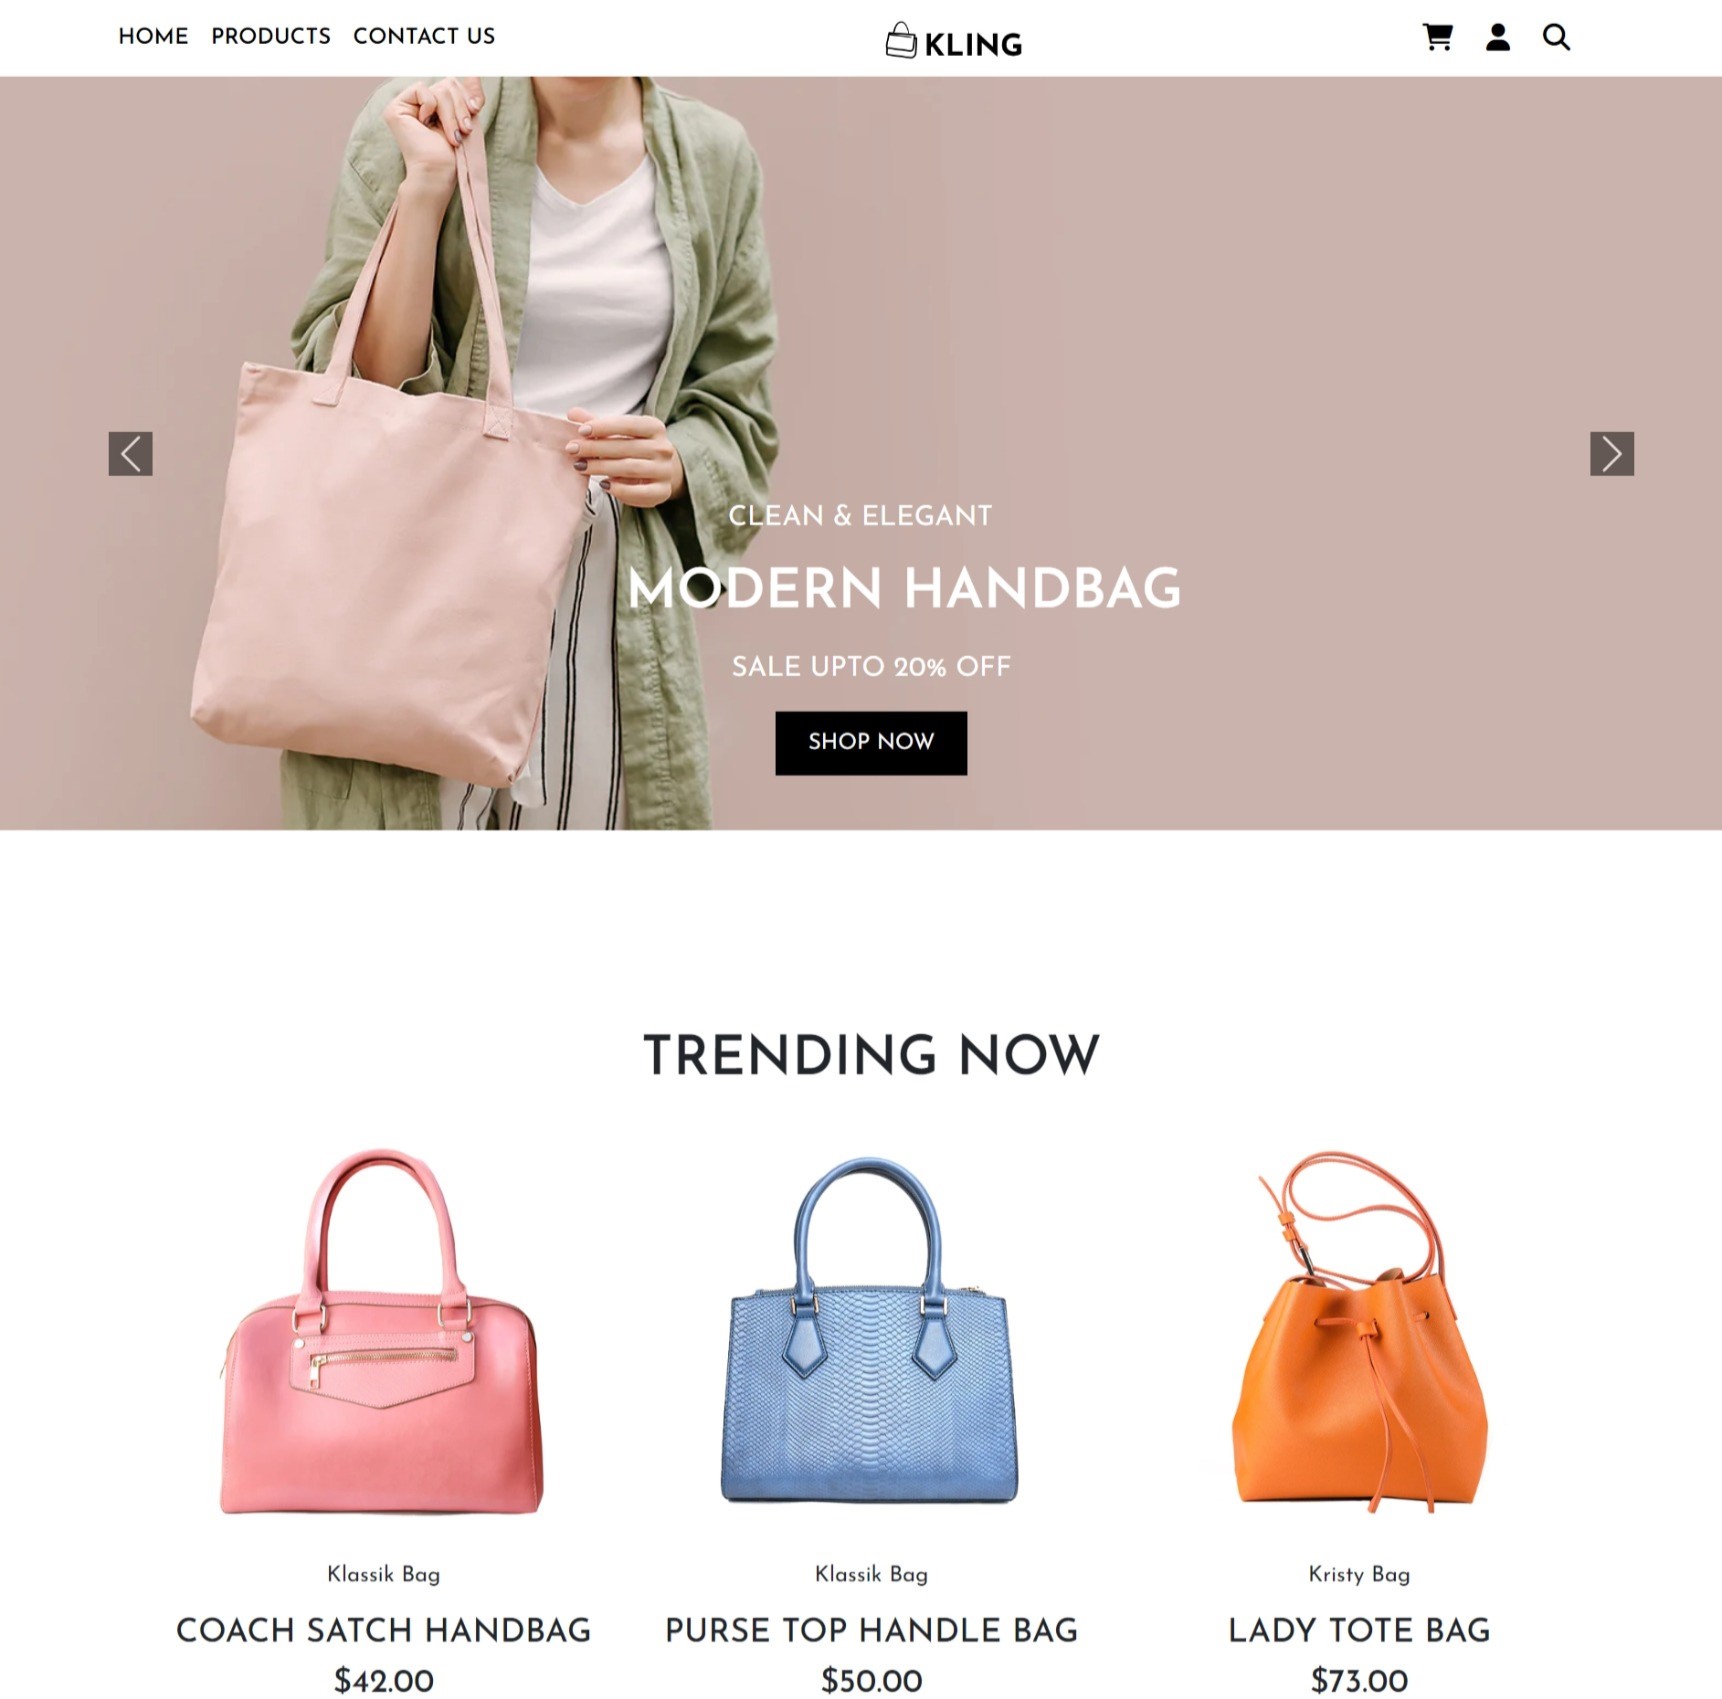 HOME PRODUCTS CONTACT US
KLING
CLEAN & ELEGANT
MODERN HANDBAG
SALE UPTO 20% OFF
SHOP NOW
TRENDING NOW
Klassik Bag
COACH SATCH HANDBAG
$42.00
Klassik Bag
PURSE TOP HANDLE BAG
$50.00
Kristy Bag
LADY TOTE BAG
$73.00